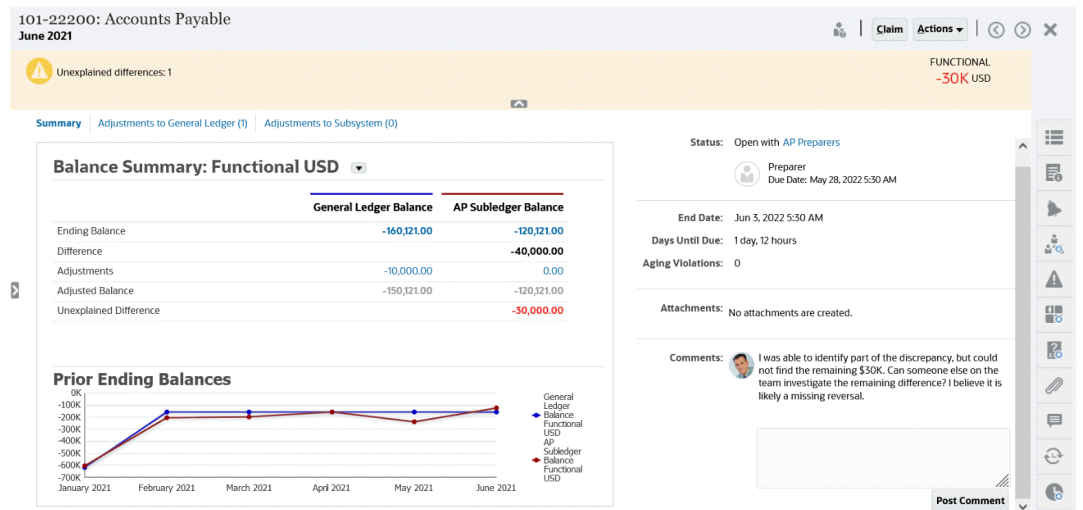 101-22200: Accounts Payable
June 2021
Claim
Actions
Unexplained differences: 1
FUNCTIONAL
-30K USD
Summary
Adjustments to General Ledger (1)
Adjustments to Subsystem (0)
Balance Summary: Functional USD
General Ledger Balance AP Subledger Balance
Ending Balance -160,121.00 -120,121.00
Difference -40,000.00
Adjustments -10,000.00 0.00
Adjusted Balance -150,121.00 -120,121.00
Unexplained Difference -30,000.00
Prior Ending Balances
0K
-100K
-200K
-300K
-400K
-500K
-600K
-700K
January 2021 February 2021 March 2021 April 2021 May 2021 June 2021
General
Ledger
Balance
Functional
USD
AP
Subledger
Balance
Functional
USD
Status: Open with AP Preparers
Preparer
Due Date: May 28, 2022 5:30 AM
End Date: Jun 3, 2022 5:30 AM
Days Until Due: 1 day, 12 hours
Aging Violations: 0
Attachments: No attachments are created.
Comments: I was able to identify part of the discrepancy, but could
not find the remaining $30K. Can someone else on the
team investigate the remaining difference? I believe it is
likely a missing reversal.
Post Comment